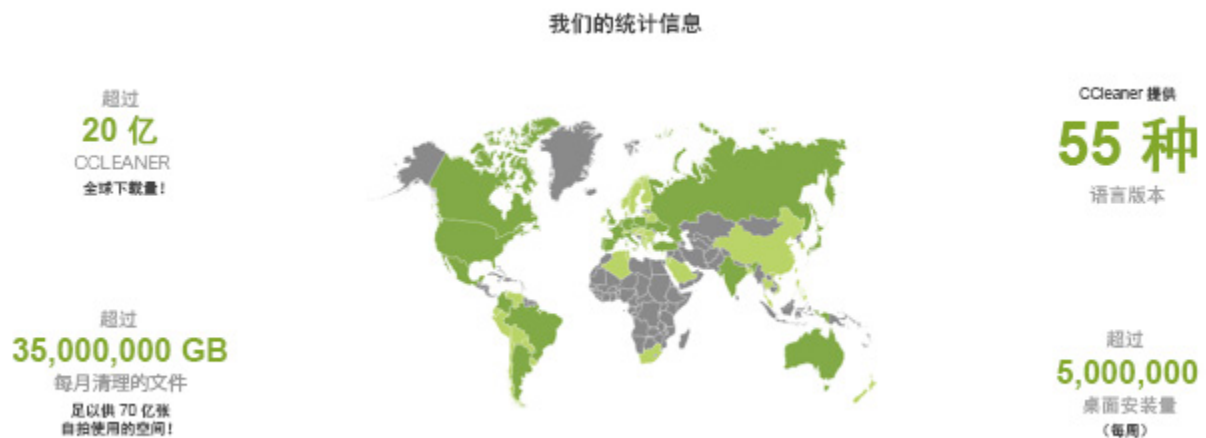 我们的统计信息
超过
20 亿
CCLEANER
全球下载量！
CCleaner 提供
55 种
语言版本
超过
35,000,000 GB
每月清理的文件
足以供 70 亿张
自拍使用的空间！
超过
5,000,000
桌面安装量
（每周）